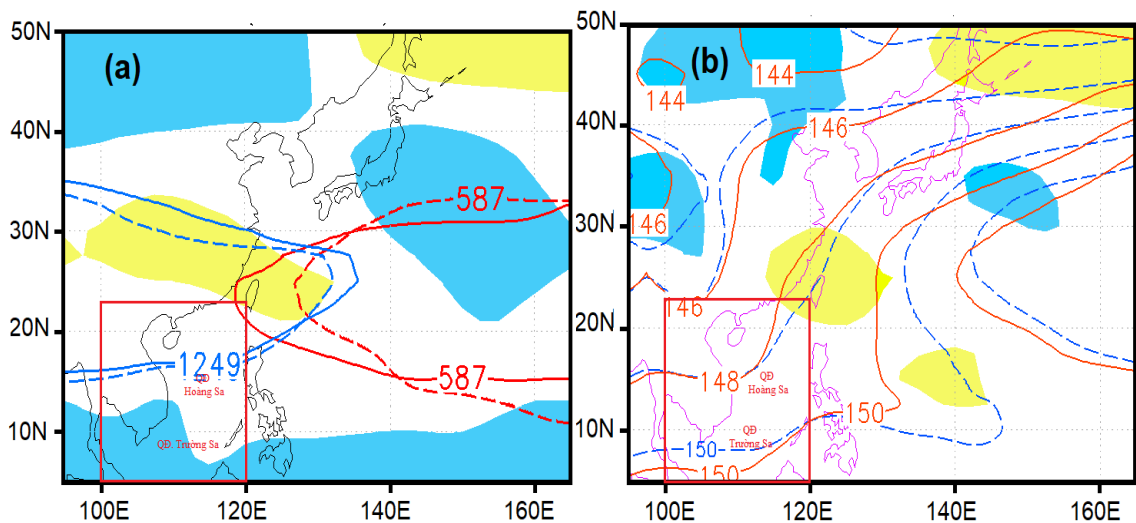 (a)
50N
40N
30N
20N
10N
100E
120E
140E
160E
587
587
1249
QĐ
Hoàng Sa
QĐ. Trường Sa
(b)
50N
40N
30N
20N
10N
100E
120E
140E
160E
144
144
146
146
146
148
150
150
150
QĐ
Hoàng Sa
QĐ
Trường Sa